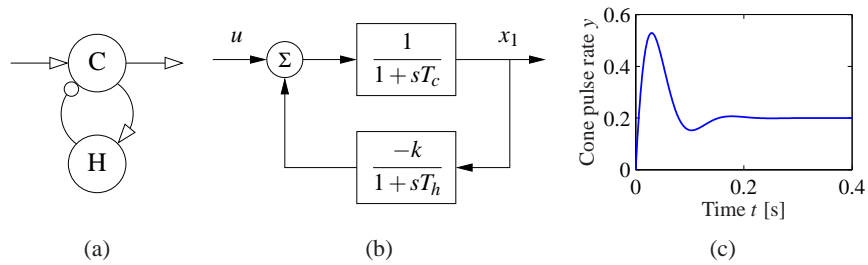 C
H
(a)
u
Σ
1
1 + sT_c
x_1
−k
1 + sT_h
(b)
Cone pulse rate y
0.6
0.4
0.2
0
0
0.2
0.4
Time t [s]
(c)